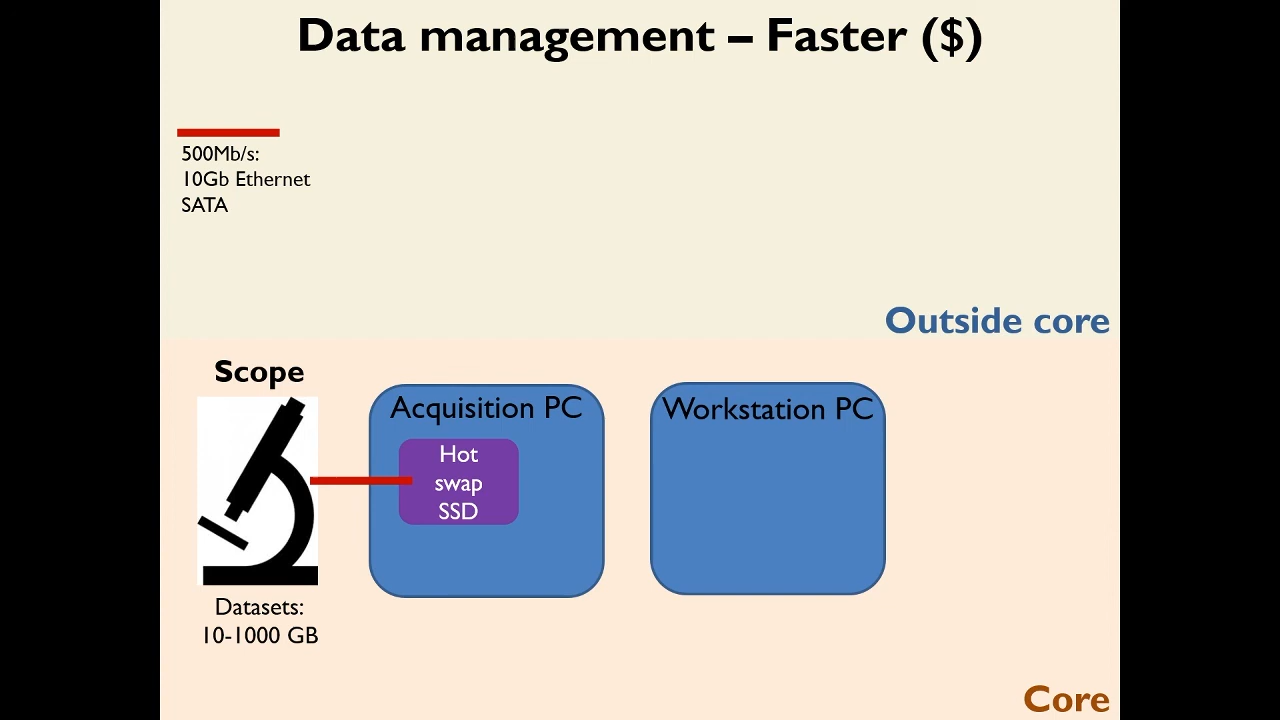 Data management – Faster ($)
500Mb/s:
10Gb Ethernet
SATA
Outside core
Scope
Acquisition PC
Workstation PC
Hot
swap
SSD
Datasets:
10-1000 GB
Core